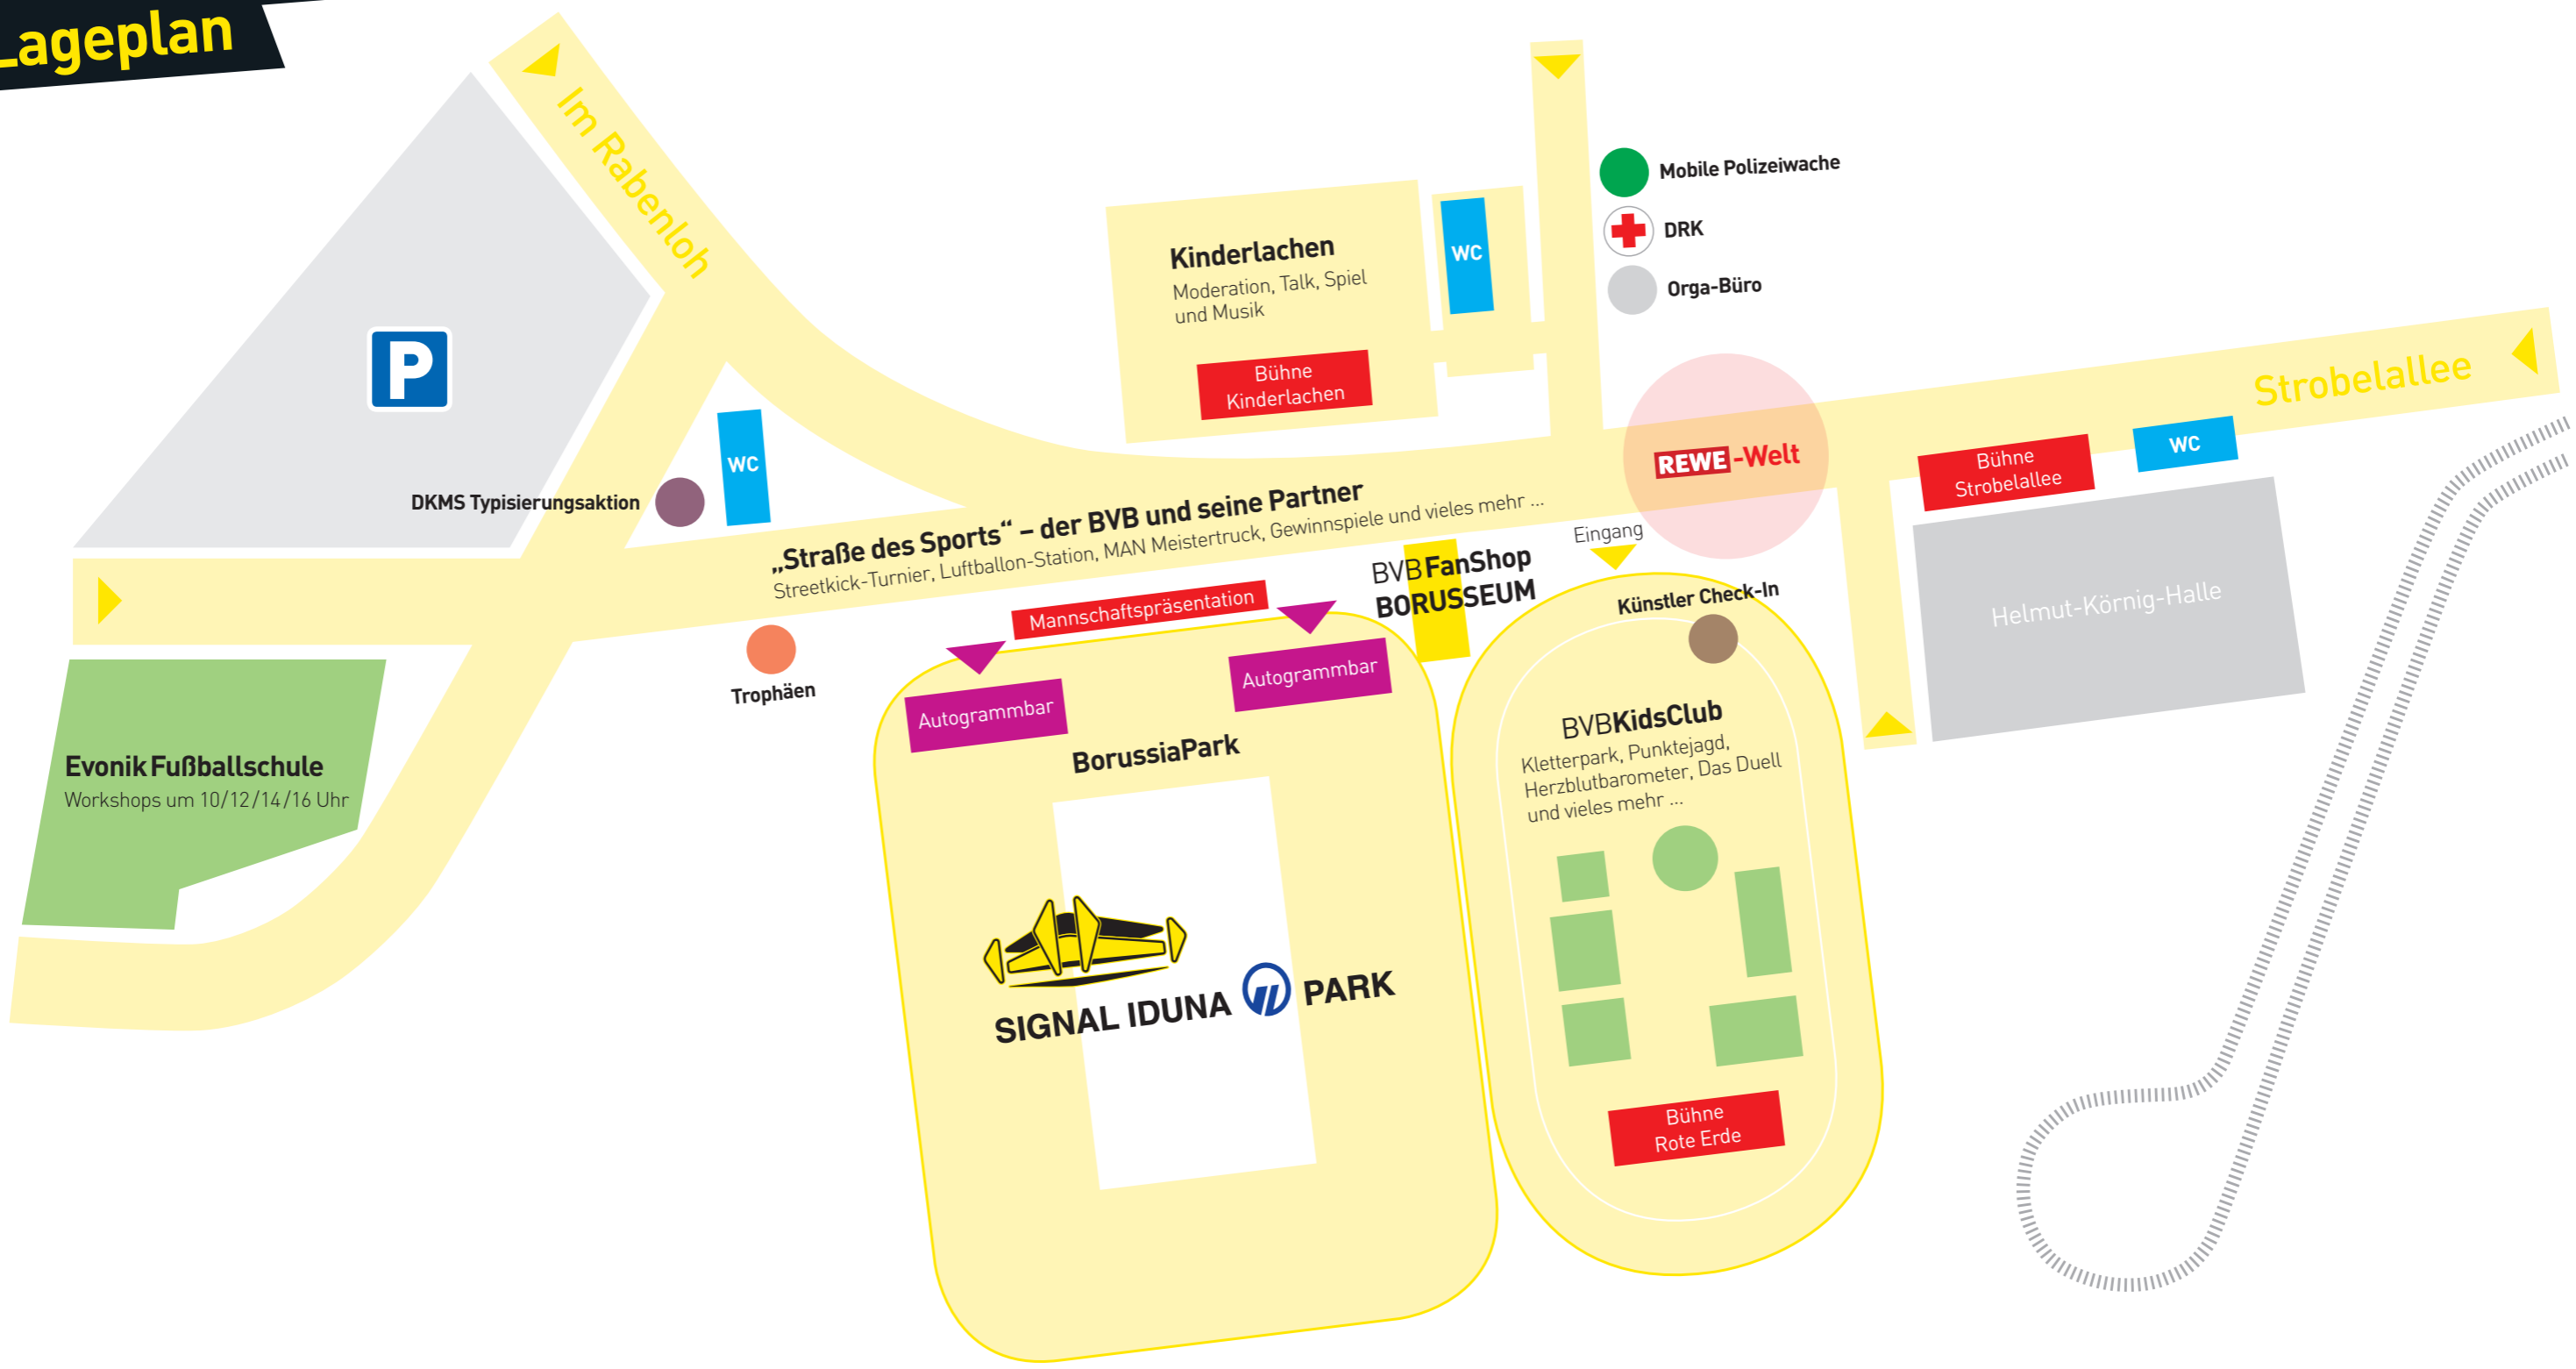 Lageplan
Im Rabenloh
P
Kinderlachen
Moderation, Talk, Spiel
und Musik
Bühne
Kinderlachen
WC
Mobile Polizeiwache
DRK
Orga-Büro
Strobelallee
WC
Bühne
Strobelallee
REWE-Welt
DKMS Typisierungsaktion
WC
„Straße des Sports“ – der BVB und seine Partner
Streetkick-Turnier, Luftballon-Station, MAN Meistertruck, Gewinnspiele und vieles mehr ...
Eingang
BVB FanShop
BORUSSEUM
Mannschaftspräsentation
Künstler Check-In
Helmut-Körnig-Halle
Trophäen
Autogrammbar
Autogrammbar
BorussiaPark
BVBKidsClub
Kletterpark, Punktejagd,
Herzblutbarometer, Das Duell
und vieles mehr ...
Evonik Fußballschule
Workshops um 10/12/14/16 Uhr
SIGNAL IDUNA PARK
Bühne
Rote Erde